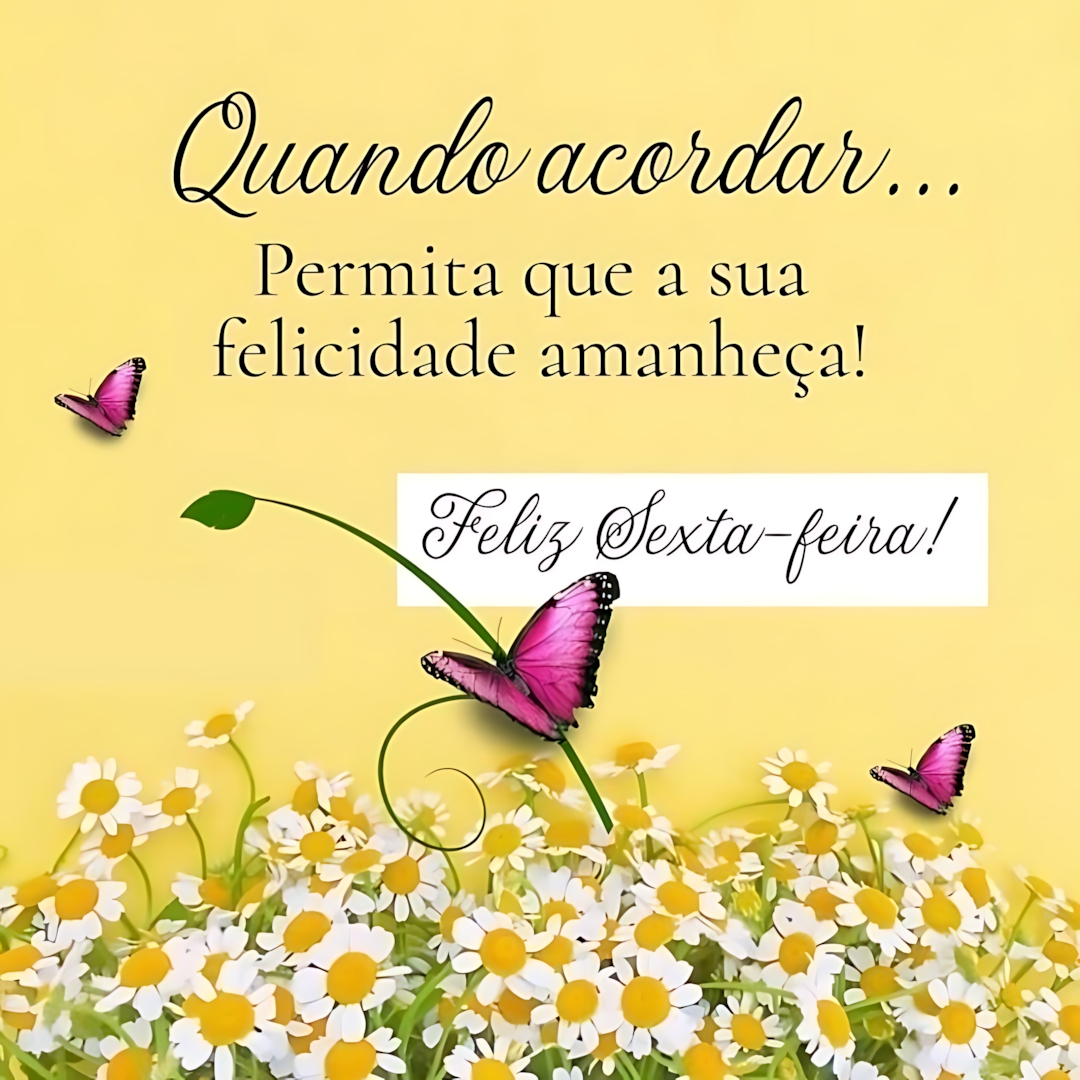 Quando acordar...
Permita que a sua
felicidade amanheça!
Feliz Sexta-feira!